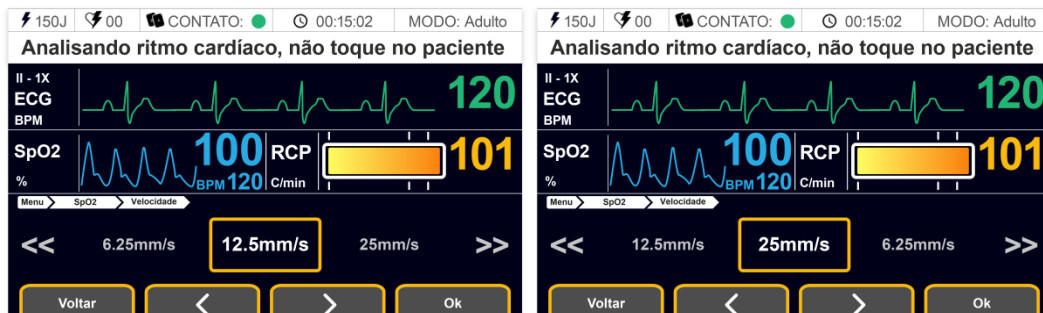 150J 00 CONTATO: 00:15:02 MODO: Adulto
Analisando ritmo cardíaco, não toque no paciente
II - 1X
ECG 120
BPM
SpO2 100 RCP 101
% BPM 120 C/min
Menu SpO2 Velocidade
<< 6.25mm/s 12.5mm/s 25mm/s >>
Voltar < > Ok
150J 00 CONTATO: 00:15:02 MODO: Adulto
Analisando ritmo cardíaco, não toque no paciente
II - 1X
ECG 120
BPM
SpO2 100 RCP 101
% BPM 120 C/min
Menu SpO2 Velocidade
<< 12.5mm/s 25mm/s 6.25mm/s >>
Voltar < > Ok